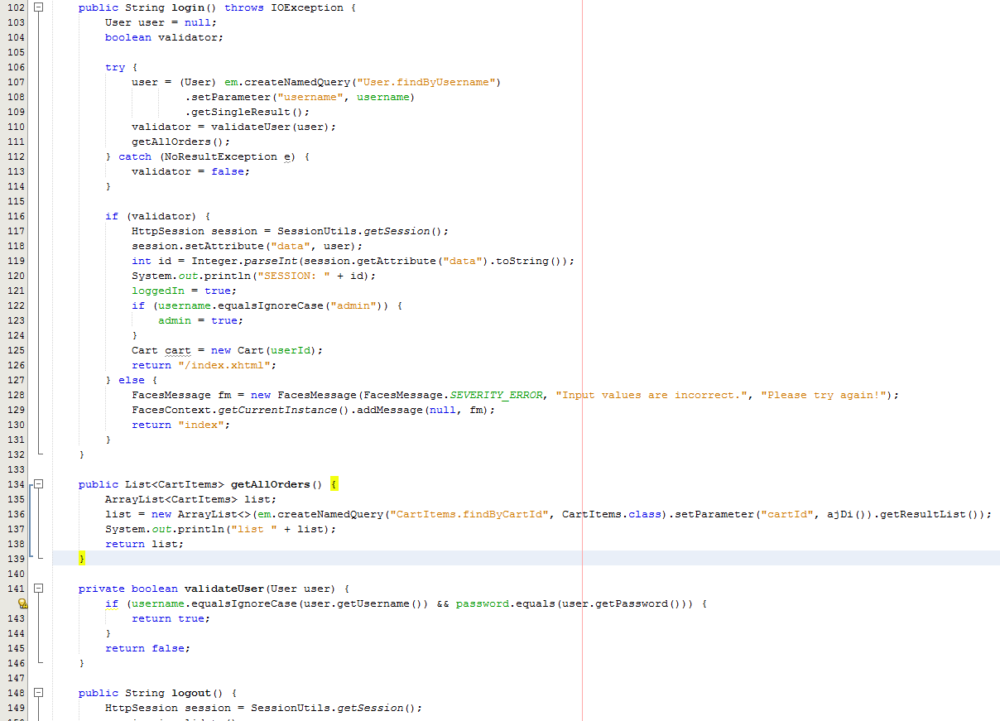 102 public String login() throws IOException {
103 User user = null;
104 boolean validator;
105
106 try {
107 user = (User) em.createNamedQuery("User.findByUsername")
108 .setParameter("username", username)
109 .getSingleResult();
110 validator = validateUser(user);
111 getAllOrders();
112 } catch (NoResultException e) {
113 validator = false;
114 }
115
116 if (validator) {
117 HttpSession session = SessionUtils.getSession();
118 session.setAttribute("data", user);
119 int id = Integer.parseInt(session.getAttribute("data").toString());
120 System.out.println("SESSION: " + id);
121 loggedIn = true;
122 if (username.equalsIgnoreCase("admin")) {
123 admin = true;
124 }
125 Cart cart = new Cart(userId);
126 return "/index.xhtml";
127 } else {
128 FacesMessage fm = new FacesMessage(FacesMessage.SEVERITY_ERROR, "Input values are incorrect.", "Please try again!");
129 FacesContext.getCurrentInstance().addMessage(null, fm);
130 return "index";
131 }
132 }
133
134 public List<CartItems> getAllOrders() {
135 ArrayList<CartItems> list;
136 list = new ArrayList<>(em.createNamedQuery("CartItems.findByCartId", CartItems.class).setParameter("cartId", ajDi()).getResultList());
137 System.out.println("list " + list);
138 return list;
139 }
140
141 private boolean validateUser(User user) {
if (username.equalsIgnoreCase(user.getUsername()) && password.equals(user.getPassword())) {
143 return true;
144 }
145 return false;
146 }
147
148 public String logout() {
149 HttpSession session = SessionUtils.getSession();